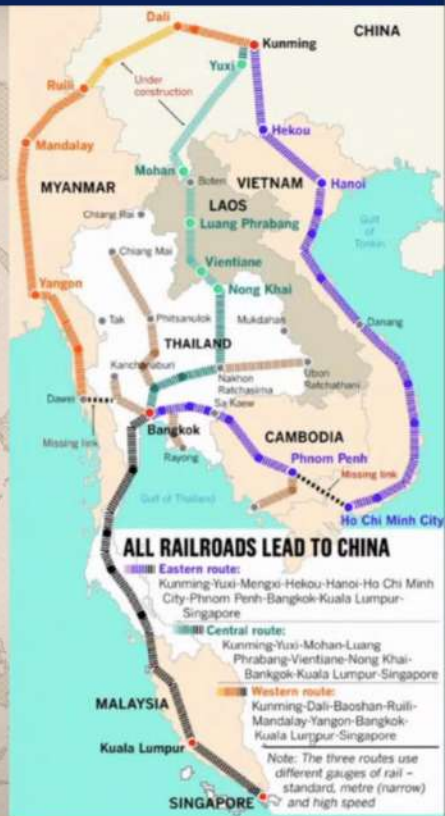 CHINA
Dali
Kunming
Yuxi
Ruili
Under
construction
Hekou
Mandalay
Mohan
Boten
VIETNAM
Hanoi
MYANMAR
LAOS
Chiang Rai
Luang Phrabang
Gulf
of
Tonkin
Chiang Mai
Vientiane
Nong Khai
Yangon
Tak
Phitsanulok
Mukdahan
Danang
THAILAND
Kanchanaburi
Nakhon
Ratchasima
Ubon
Ratchathani
Dawei
Sa Kaew
Missing link
Bangkok
CAMBODIA
Rayong
Phnom Penh
Missing link
Gulf of Thailand
Ho Chi Minh City
ALL RAILROADS LEAD TO CHINA
Eastern route:
Kunming-Yuxi-Mengxi-Hekou-Hanoi-Ho Chi Minh
City-Phnom Penh-Bangkok-Kuala Lumpur-
Singapore
Central route:
Kunming-Yuxi-Mohan-Luang
Phrabang-Vientiane-Nong Khai-
Bankgok-Kuala Lumpur-Singapore
MALAYSIA
Western route:
Kunming-Dali-Baoshan-Ruili-
Mandalay-Yangon-Bangkok-
Kuala Lumpur-Singapore
Kuala Lumpur
Note: The three routes use
different gauges of rail –
standard, metre (narrow)
and high speed
SINGAPORE